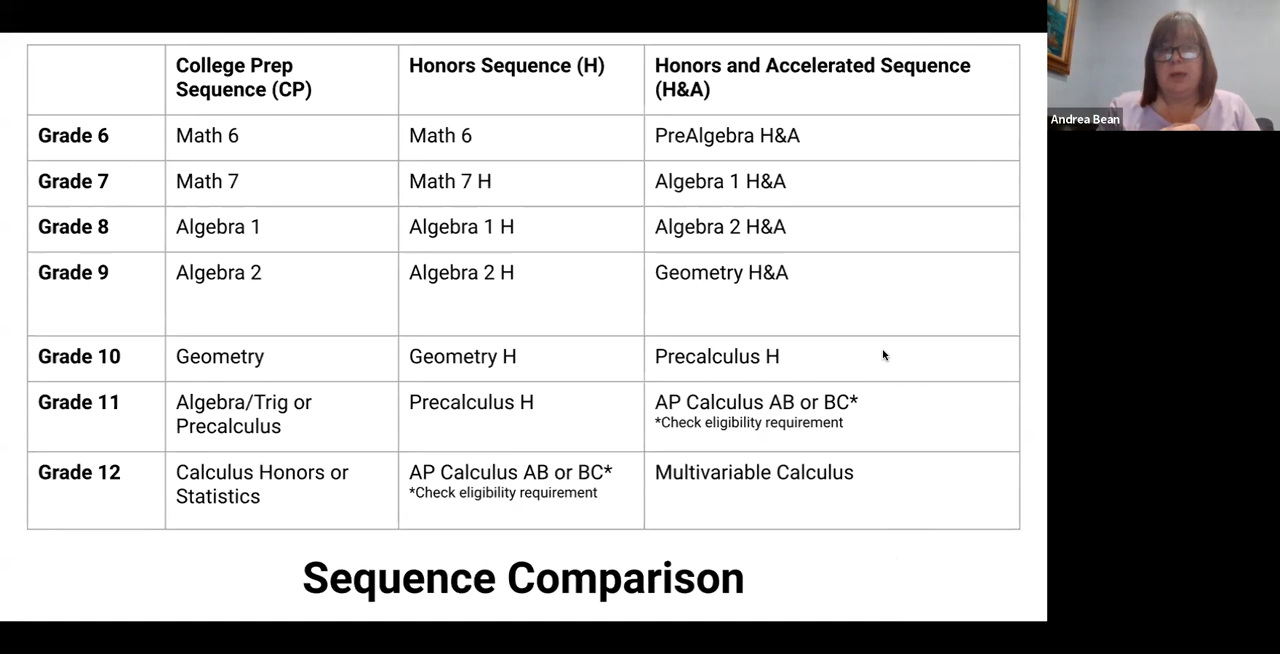 College Prep
Sequence (CP)
Honors Sequence (H)
Honors and Accelerated Sequence
(H&A)
Grade 6
Math 6
Math 6
PreAlgebra H&A
Grade 7
Math 7
Math 7 H
Algebra 1 H&A
Grade 8
Algebra 1
Algebra 1 H
Algebra 2 H&A
Grade 9
Algebra 2
Algebra 2 H
Geometry H&A
Grade 10
Geometry
Geometry H
Precalculus H
Grade 11
Algebra/Trig or
Precalculus
Precalculus H
AP Calculus AB or BC*
*Check eligibility requirement
Grade 12
Calculus Honors or
Statistics
AP Calculus AB or BC*
*Check eligibility requirement
Multivariable Calculus
Sequence Comparison
Andrea Bean